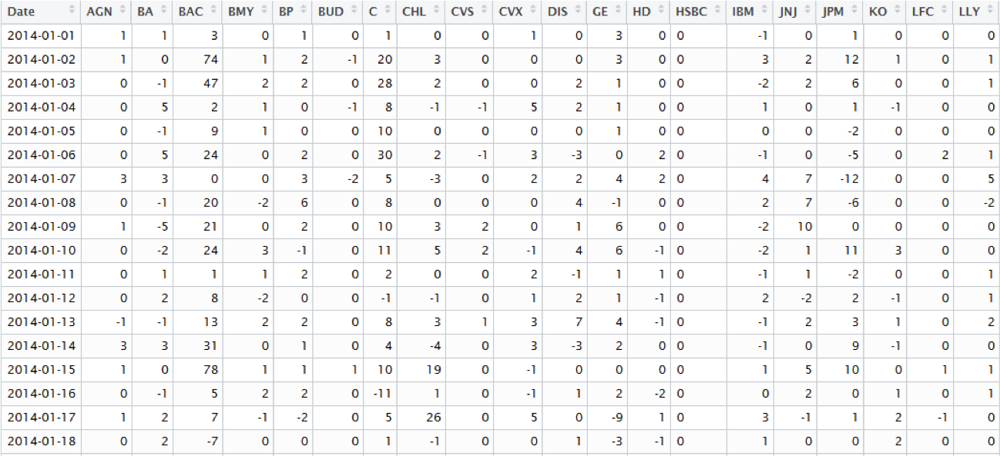 Date AGN BA BAC BMY BP BUD C CHL CVS CVX DIS GE HD HSBC IBM JNJ JPM KO LFC LLY
2014-01-01 1 1 3 0 1 0 1 0 0 1 0 3 0 0 -1 0 1 0 0 0
2014-01-02 1 0 74 1 2 -1 20 3 0 0 0 3 0 0 3 2 12 1 0 1
2014-01-03 0 -1 47 2 2 0 28 2 0 0 2 1 0 0 -2 2 6 0 0 1
2014-01-04 0 5 2 1 0 -1 8 -1 -1 5 2 1 0 0 1 0 1 -1 0 0
2014-01-05 0 -1 9 1 0 0 10 0 0 0 0 1 0 0 0 0 -2 0 0 0
2014-01-06 0 5 24 0 2 0 30 2 -1 3 -3 0 2 0 -1 0 -5 0 2 1
2014-01-07 3 3 0 0 3 -2 5 -3 0 2 2 4 2 0 4 7 -12 0 0 5
2014-01-08 0 -1 20 -2 6 0 8 0 0 0 4 -1 0 0 2 7 -6 0 0 -2
2014-01-09 1 -5 21 0 2 0 10 3 2 0 1 6 0 0 -2 10 0 0 0 0
2014-01-10 0 -2 24 3 -1 0 11 5 2 -1 4 6 -1 0 -2 1 11 3 0 0
2014-01-11 0 1 1 1 2 0 2 0 0 2 -1 1 1 0 -1 1 -2 0 0 1
2014-01-12 0 2 8 -2 0 0 -1 -1 0 1 2 1 -1 0 2 -2 2 -1 0 1
2014-01-13 -1 -1 13 2 2 0 8 3 1 3 7 4 -1 0 -1 2 3 1 0 2
2014-01-14 3 3 31 0 1 0 4 -4 0 3 -3 2 0 0 -1 0 9 -1 0 0
2014-01-15 1 0 78 1 1 1 10 19 0 -1 0 0 0 0 1 5 10 0 1 1
2014-01-16 0 -1 5 2 2 0 -11 1 0 -1 1 2 -2 0 0 2 0 1 0 1
2014-01-17 1 2 7 -1 -2 0 5 26 0 5 0 -9 1 0 3 -1 1 2 -1 0
2014-01-18 0 2 -7 0 0 0 1 -1 0 0 1 -3 -1 0 1 0 0 2 0 0